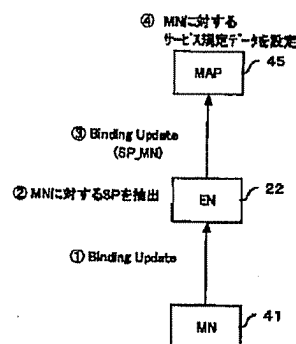 ④ MNに対する
サービス規定データを設定
MAP
45
③ Binding Update
(SP_MN)
② MNに対するSPを抽出
EN
22
① Binding Update
MN
41